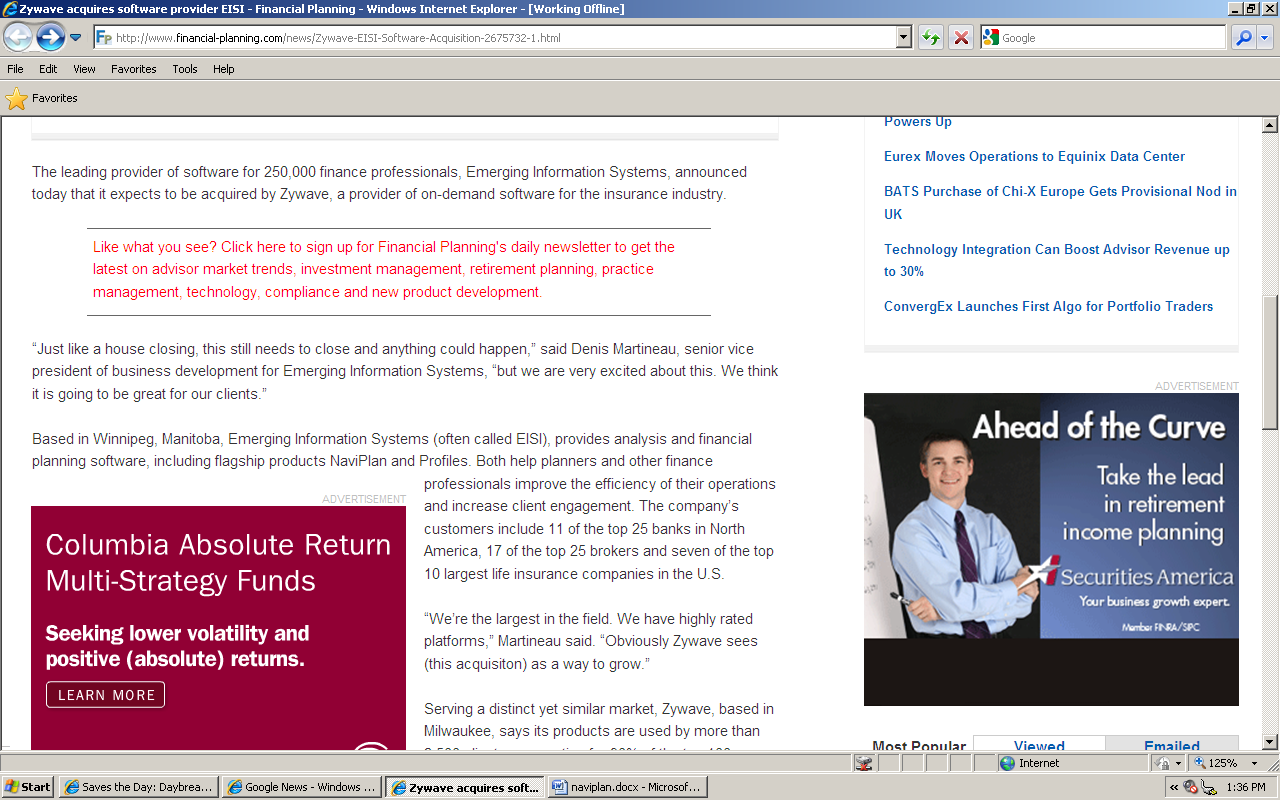 Zywave acquires software provider EISI - Financial Planning - Windows Internet Explorer - [Working Offline]
http://www.financial-planning.com/news/Zywave-EISI-Software-Acquisition-2675732-1.html
Google
File Edit View Favorites Tools Help
Favorites
The leading provider of software for 250,000 finance professionals, Emerging Information Systems, announced
today that it expects to be acquired by Zywave, a provider of on-demand software for the insurance industry.
Like what you see? Click here to sign up for Financial Planning's daily newsletter to get the
latest on advisor market trends, investment management, retirement planning, practice
management, technology, compliance and new product development.
“Just like a house closing, this still needs to close and anything could happen,” said Denis Martineau, senior vice
president of business development for Emerging Information Systems, “but we are very excited about this. We think
it is going to be great for our clients.”
Based in Winnipeg, Manitoba, Emerging Information Systems (often called EISI), provides analysis and financial
planning software, including flagship products NaviPlan and Profiles. Both help planners and other finance
professionals improve the efficiency of their operations
and increase client engagement. The company’s
customers include 11 of the top 25 banks in North
America, 17 of the top 25 brokers and seven of the top
10 largest life insurance companies in the U.S.
“We’re the largest in the field. We have highly rated
platforms,” Martineau said. “Obviously Zywave sees
(this acquisiton) as a way to grow.”
Serving a distinct yet similar market, Zywave, based in
Milwaukee, says its products are used by more than
ADVERTISEMENT
Columbia Absolute Return
Multi-Strategy Funds
Seeking lower volatility and
positive (absolute) returns.
LEARN MORE
Powers Up
Eurex Moves Operations to Equinix Data Center
BATS Purchase of Chi-X Europe Gets Provisional Nod in
UK
Technology Integration Can Boost Advisor Revenue up
to 30%
ConvergEx Launches First Algo for Portfolio Traders
ADVERTISEMENT
Ahead of the Curve
Take the lead
in retirement
income planning
Securities America
Your business growth expert.
Member FINRA/SIPC
Most Popular Viewed Emailed
Internet 125%
Start Saves the Day: Daybrea... Google News - Windows ... Zywave acquires soft... naviplan.docx - Microsof... 1:36 PM